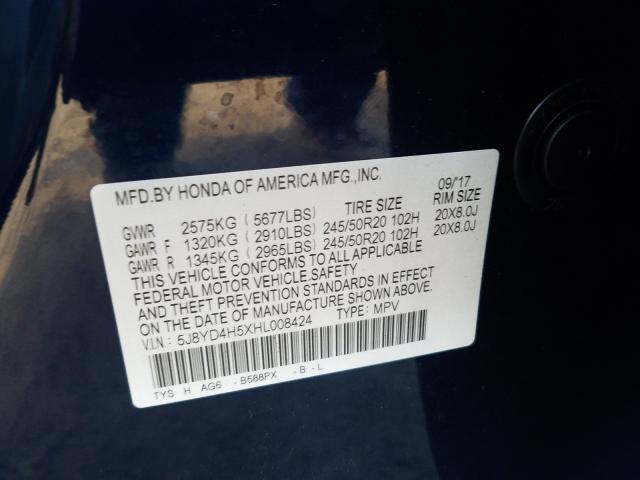 MFD.BY HONDA OF AMERICA MFG.,INC. 09/'17
GVWR 2575KG ( 5677LBS) TIRE SIZE RIM SIZE
GAWR F 1320KG ( 2910LBS) 245/50R20 102H 20X8.0J
GAWR R 1345KG ( 2965LBS) 245/50R20 102H 20X8.0J
THIS VEHICLE CONFORMS TO ALL APPLICABLE
FEDERAL MOTOR VEHICLE.SAFETY
AND THEFT PREVENTION STANDARDS IN EFFECT
ON THE DATE OF MANUFACTURE SHOWN ABOVE.
V.I.N.: 5J8YD4H5XHL008424 TYPE: MPV
TYS H AG6 -B588PX -B-L